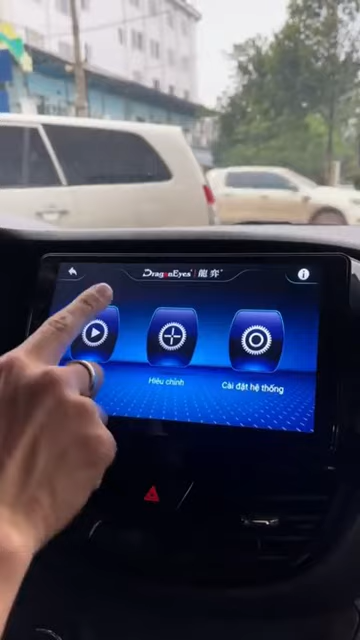 DragonEyes® 龍弈®
i
Hiệu chỉnh
Cài đặt hệ thống